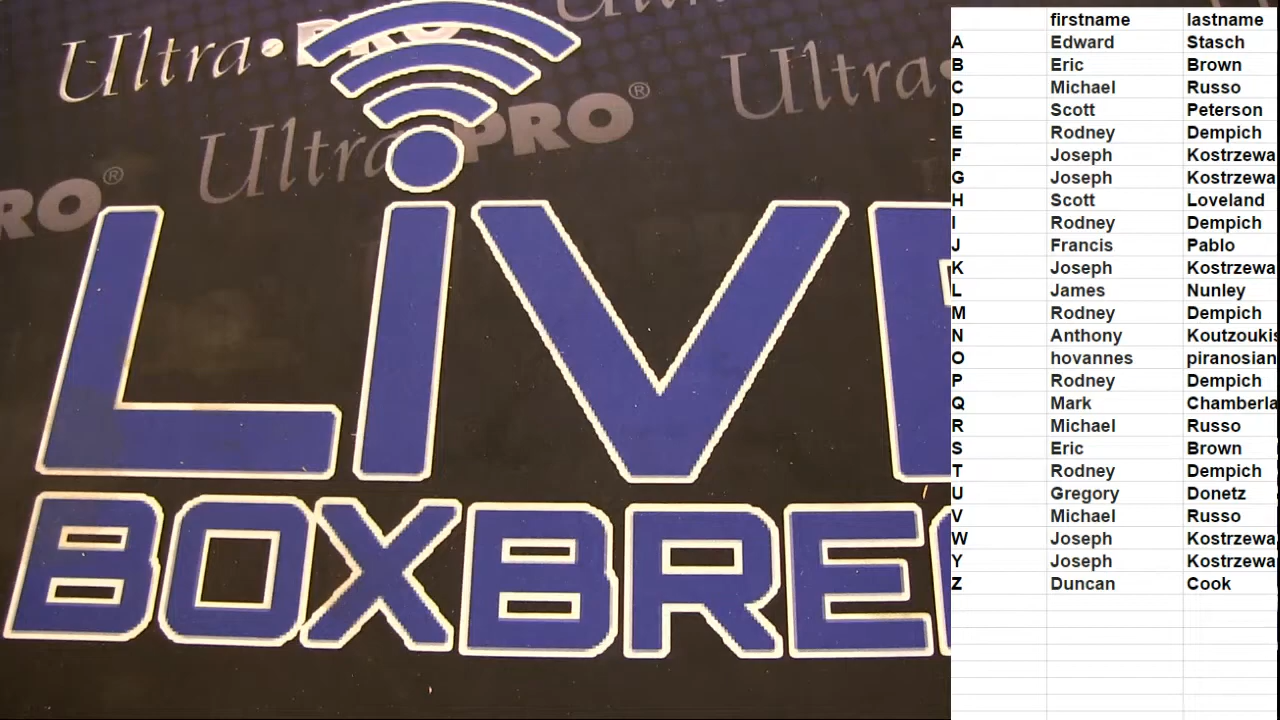 Ultra PRO
Ultra PRO®
Ultra
RO®
LIVE
BOXBRE
firstname lastname
A Edward Stasch
B Eric Brown
C Michael Russo
D Scott Peterson
E Rodney Dempich
F Joseph Kostrzewa
G Joseph Kostrzewa
H Scott Loveland
I Rodney Dempich
J Francis Pablo
K Joseph Kostrzewa
L James Nunley
M Rodney Dempich
N Anthony Koutzoukis
O hovannes piranosian
P Rodney Dempich
Q Mark Chamberla
R Michael Russo
S Eric Brown
T Rodney Dempich
U Gregory Donetz
V Michael Russo
W Joseph Kostrzewa
Y Joseph Kostrzewa
Z Duncan Cook